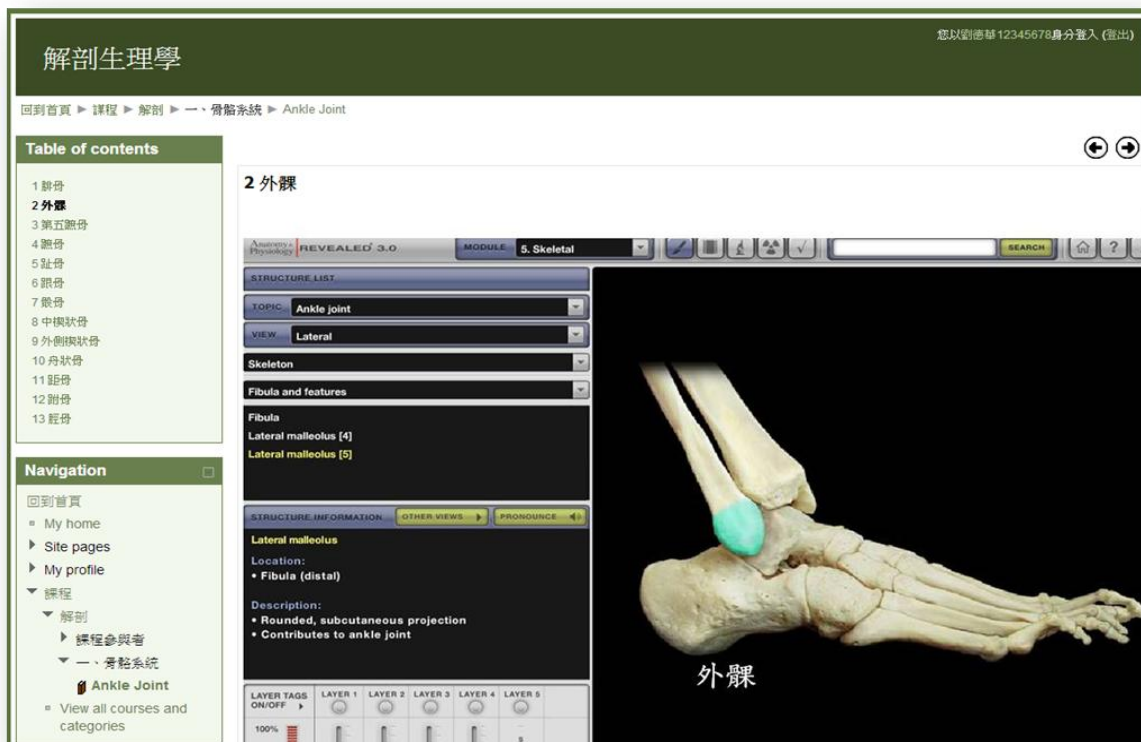 您以劉德華12345678身分登入 (登出)
解剖生理學
回到首頁 ► 課程 ► 解剖 ► 一、骨骼系統 ► Ankle Joint
Table of contents
1 腓骨
2 外髁
3 第五蹠骨
4 蹠骨
5 趾骨
6 跟骨
7 骰骨
8 中楔狀骨
9 外側楔狀骨
10 舟狀骨
11 距骨
12 跗骨
13 脛骨
Navigation
回到首頁
My home
Site pages
My profile
課程
解剖
課程參與者
一、骨骼系統
Ankle Joint
View all courses and
categories
2 外髁
Anatomy & Physiology REVEALED 3.0 MODULE 5. Skeletal SEARCH ?
STRUCTURE LIST
TOPIC Ankle joint
VIEW Lateral
Skeleton
Fibula and features
Fibula
Lateral malleolus [4]
Lateral malleolus [5]
STRUCTURE INFORMATION OTHER VIEWS PRONOUNCE
Lateral malleolus
Location:
• Fibula (distal)
Description:
• Rounded, subcutaneous projection
• Contributes to ankle joint
LAYER TAGS LAYER 1 LAYER 2 LAYER 3 LAYER 4 LAYER 5
ON/OFF
100%
外髁